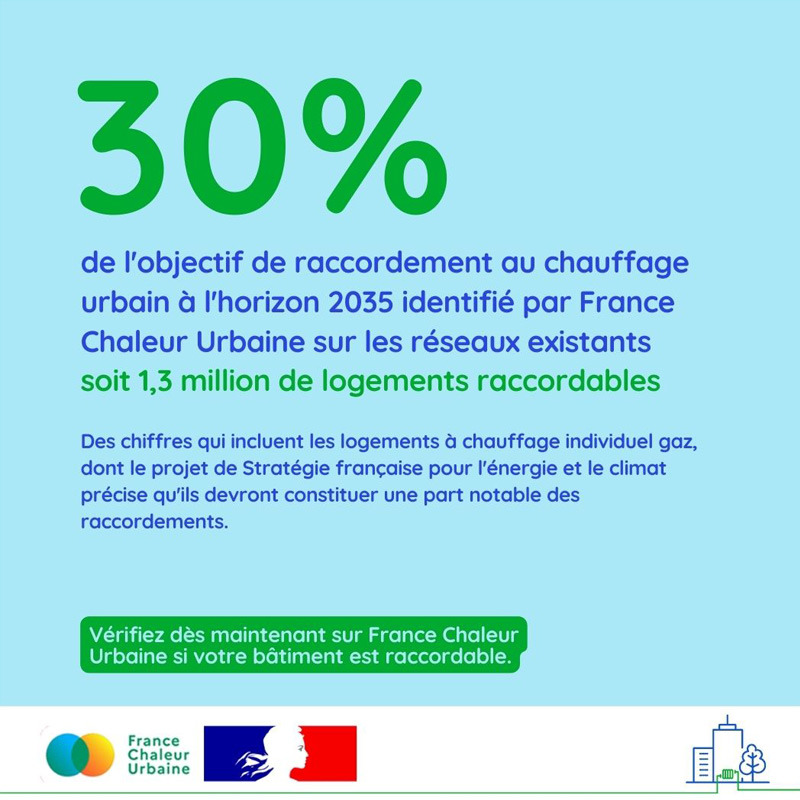 30%
de l'objectif de raccordement au chauffage
urbain à l'horizon 2035 identifié par France
Chaleur Urbaine sur les réseaux existants
soit 1,3 million de logements raccordables
Des chiffres qui incluent les logements à chauffage individuel gaz,
dont le projet de Stratégie française pour l'énergie et le climat
précise qu'ils devront constituer une part notable des
raccordements.
Vérifiez dès maintenant sur France Chaleur
Urbaine si votre bâtiment est raccordable.
France
Chaleur
Urbaine